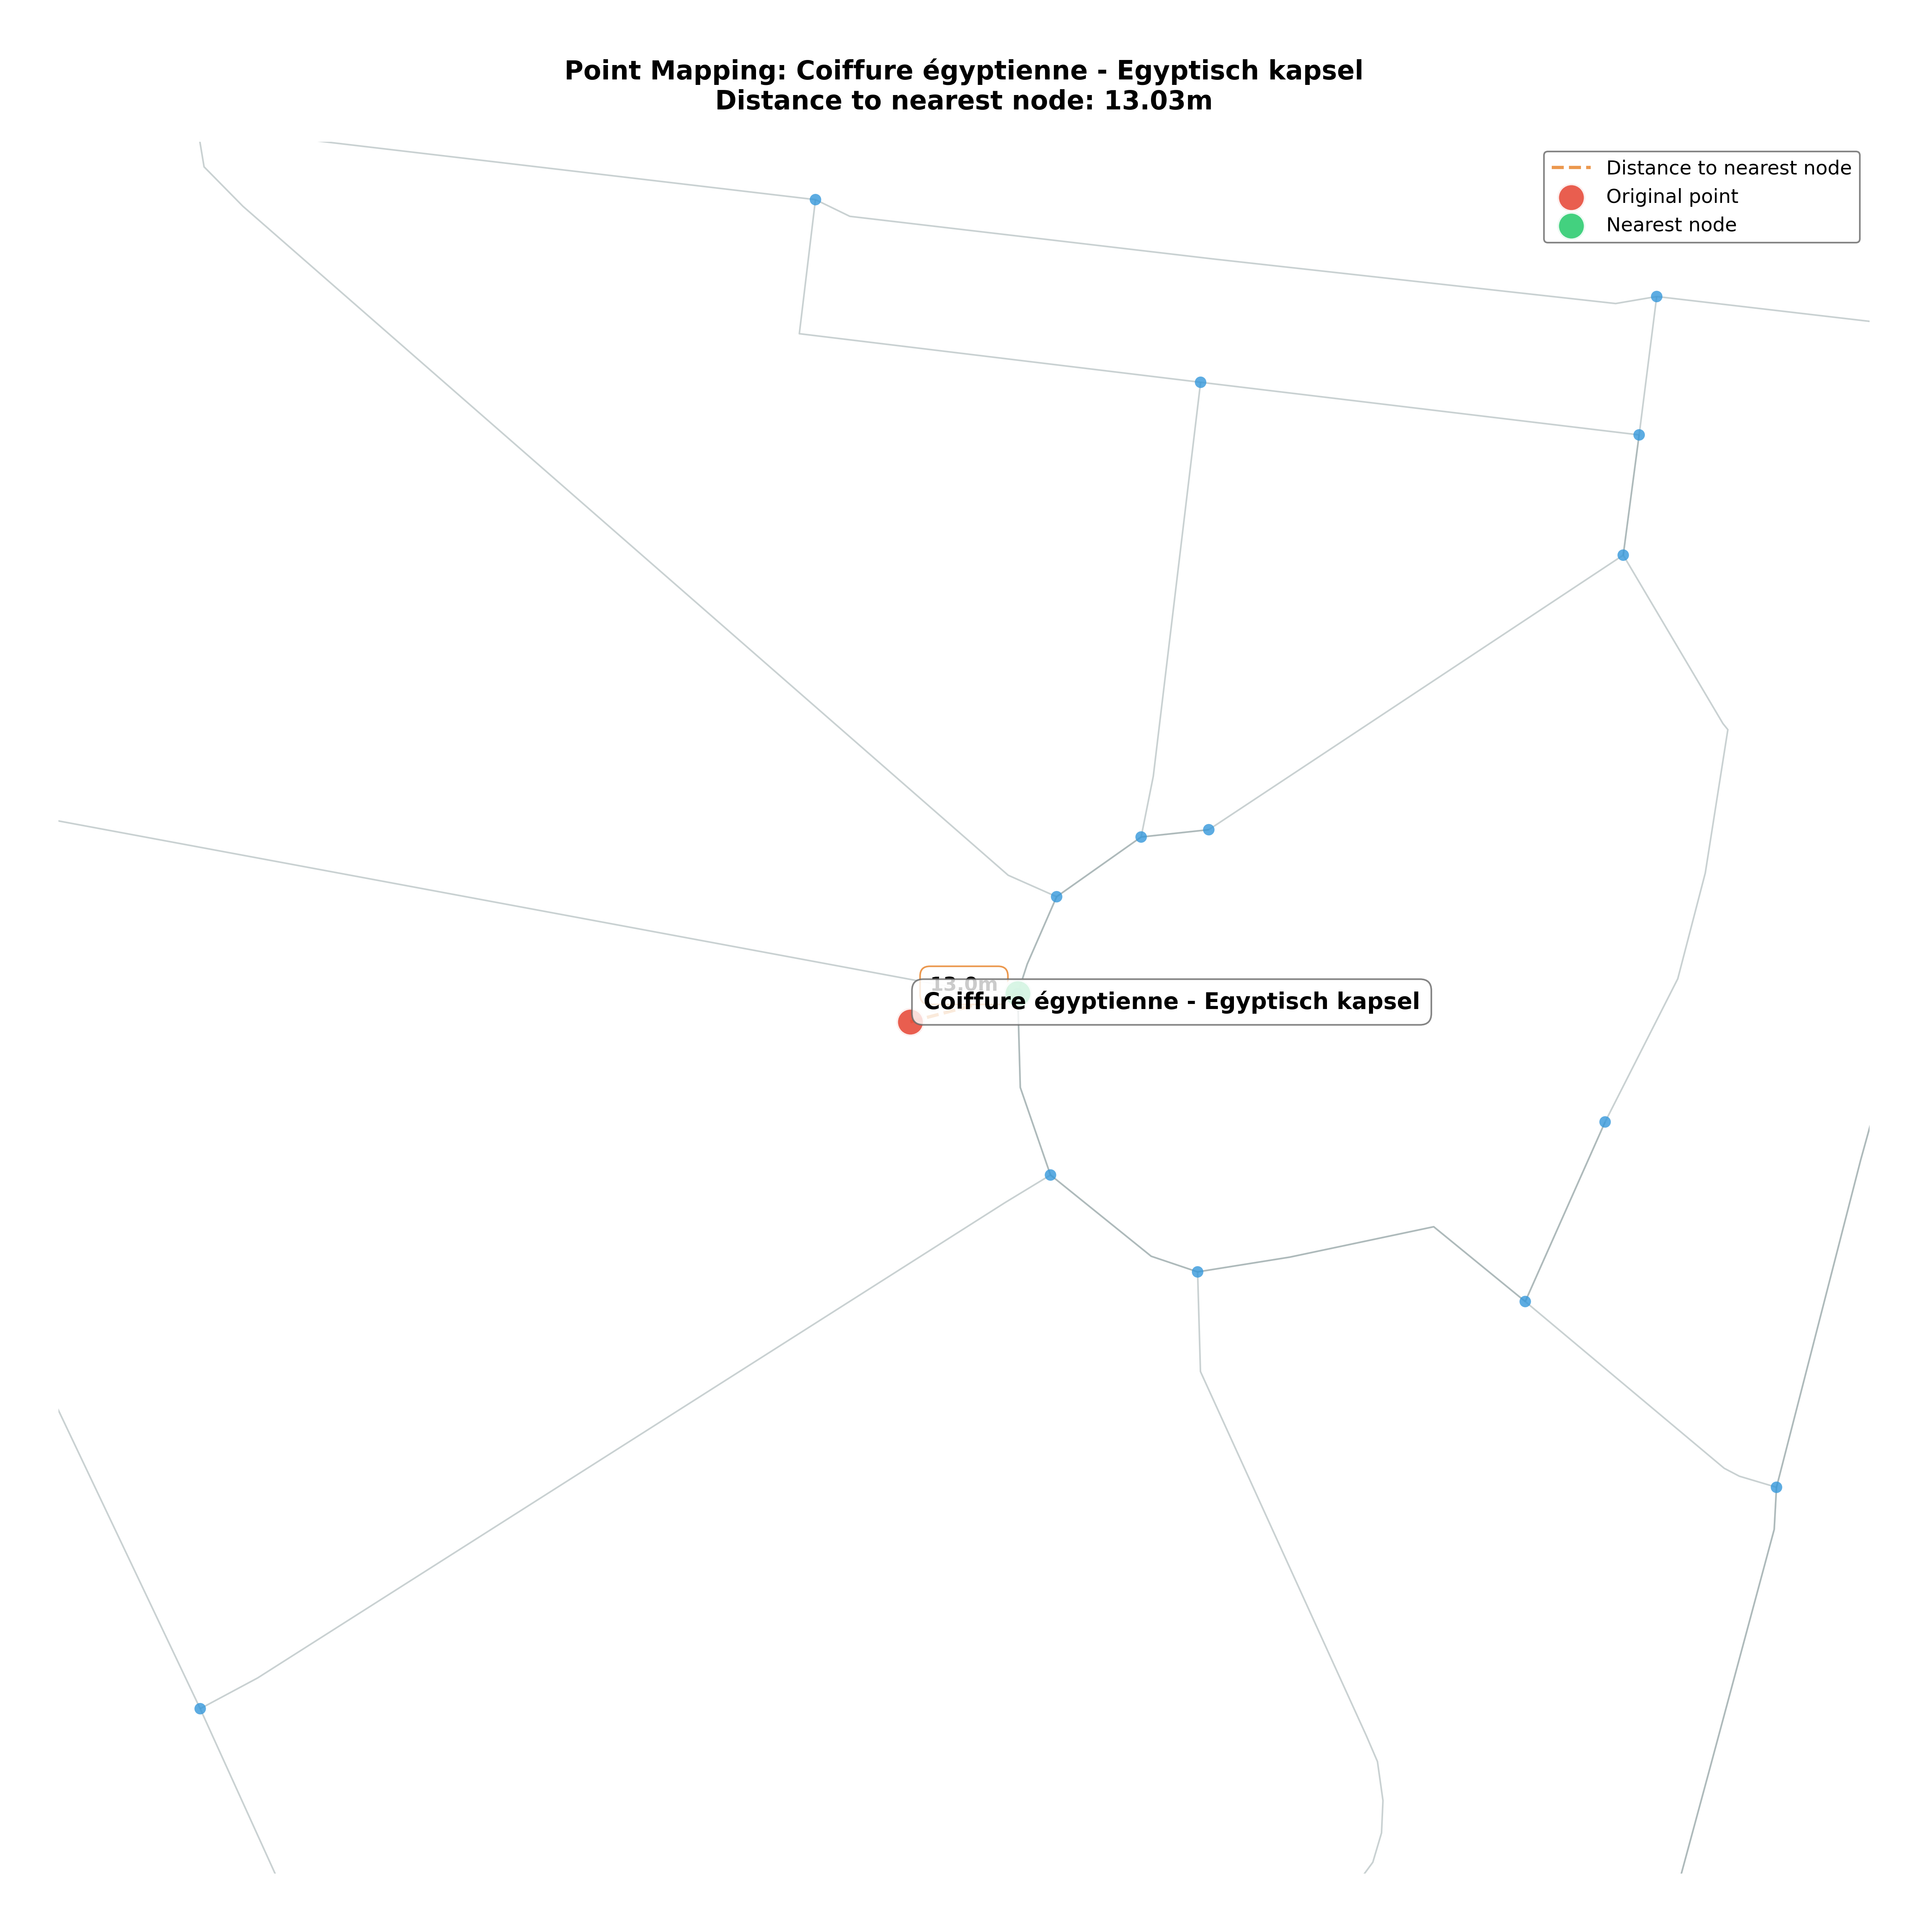 Point Mapping: Coiffure égyptienne - Egyptisch kapsel
Distance to nearest node: 13.03m
Distance to nearest node
Original point
Nearest node
13.0m
Coiffure égyptienne - Egyptisch kapsel